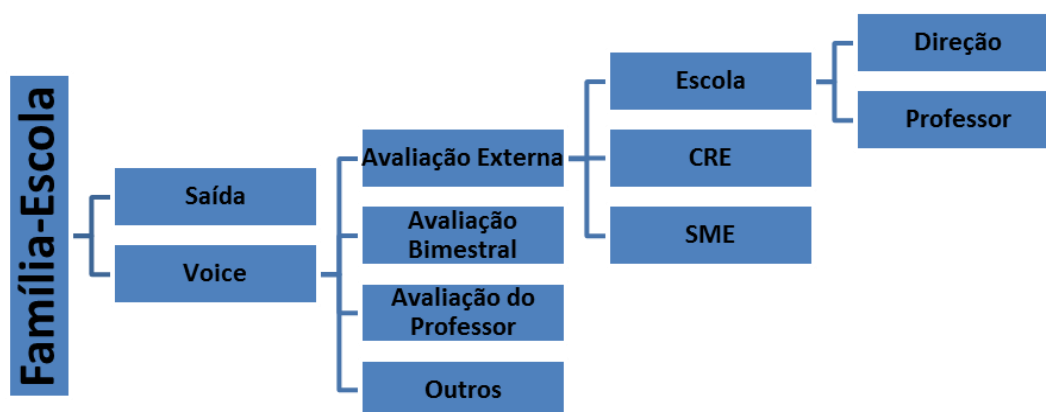 Família-Escola
Saída
Voice
Avaliação Externa
Avaliação
Bimestral
Avaliação do
Professor
Outros
Escola
CRE
SME
Direção
Professor